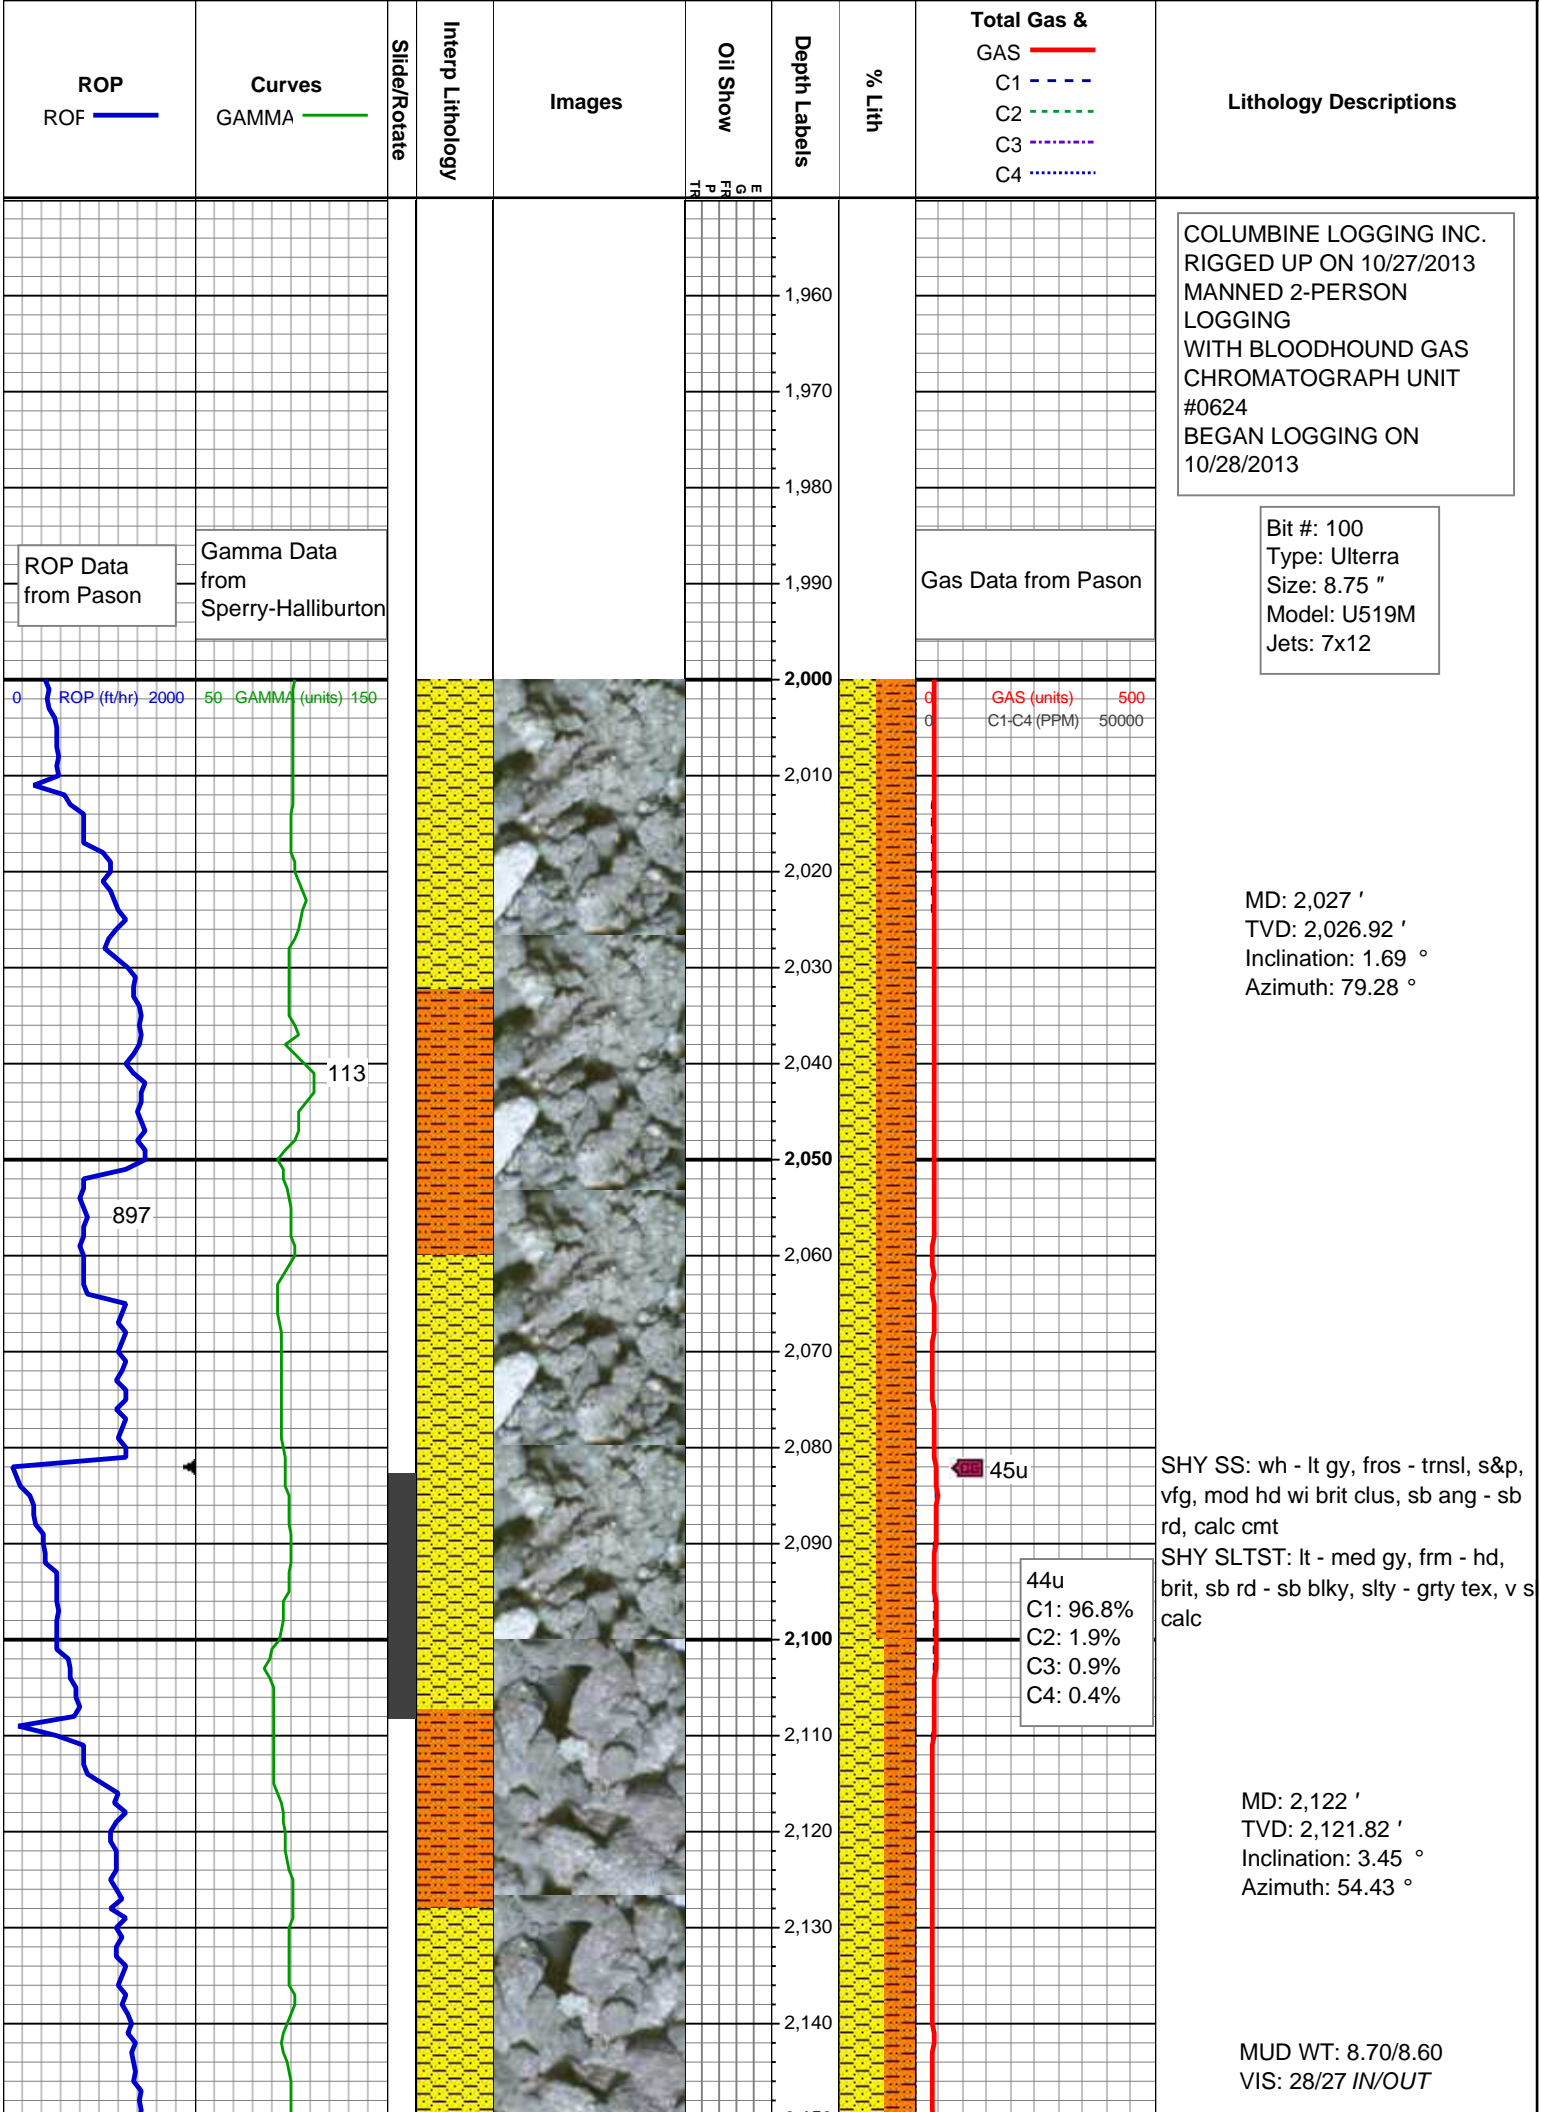 ROP
ROF
Curves
GAMMA
Slide/Rotate
Interp Lithology
Images
Oil Show
TR P FR G E
Depth Labels
% Lith
Total Gas &
GAS
C1
C2
C3
C4
Lithology Descriptions
COLUMBINE LOGGING INC.
RIGGED UP ON 10/27/2013
MANNED 2-PERSON
LOGGING
WITH BLOODHOUND GAS
CHROMATOGRAPH UNIT
#0624
BEGAN LOGGING ON
10/28/2013
1,960
1,970
1,980
Bit #: 100
Type: Ulterra
Size: 8.75 "
Model: U519M
Jets: 7x12
ROP Data
from Pason
Gamma Data
from
Sperry-Halliburton
1,990
Gas Data from Pason
2,000
0 ROP (ft/hr) 2000
50 GAMMA (units) 150
0 GAS (units) 500
0 C1-C4 (PPM) 50000
2,010
2,020
MD: 2,027 '
TVD: 2,026.92 '
Inclination: 1.69 °
Azimuth: 79.28 °
2,030
2,040
113
2,050
897
2,060
2,070
2,080
CG 45u
SHY SS: wh - lt gy, fros - trnsl, s&p,
vfg, mod hd wi brit clus, sb ang - sb
rd, calc cmt
SHY SLTST: lt - med gy, frm - hd,
brit, sb rd - sb blky, slty - grty tex, v s
calc
2,090
44u
C1: 96.8%
C2: 1.9%
C3: 0.9%
C4: 0.4%
2,100
2,110
MD: 2,122 '
TVD: 2,121.82 '
Inclination: 3.45 °
Azimuth: 54.43 °
2,120
2,130
2,140
MUD WT: 8.70/8.60
VIS: 28/27 IN/OUT